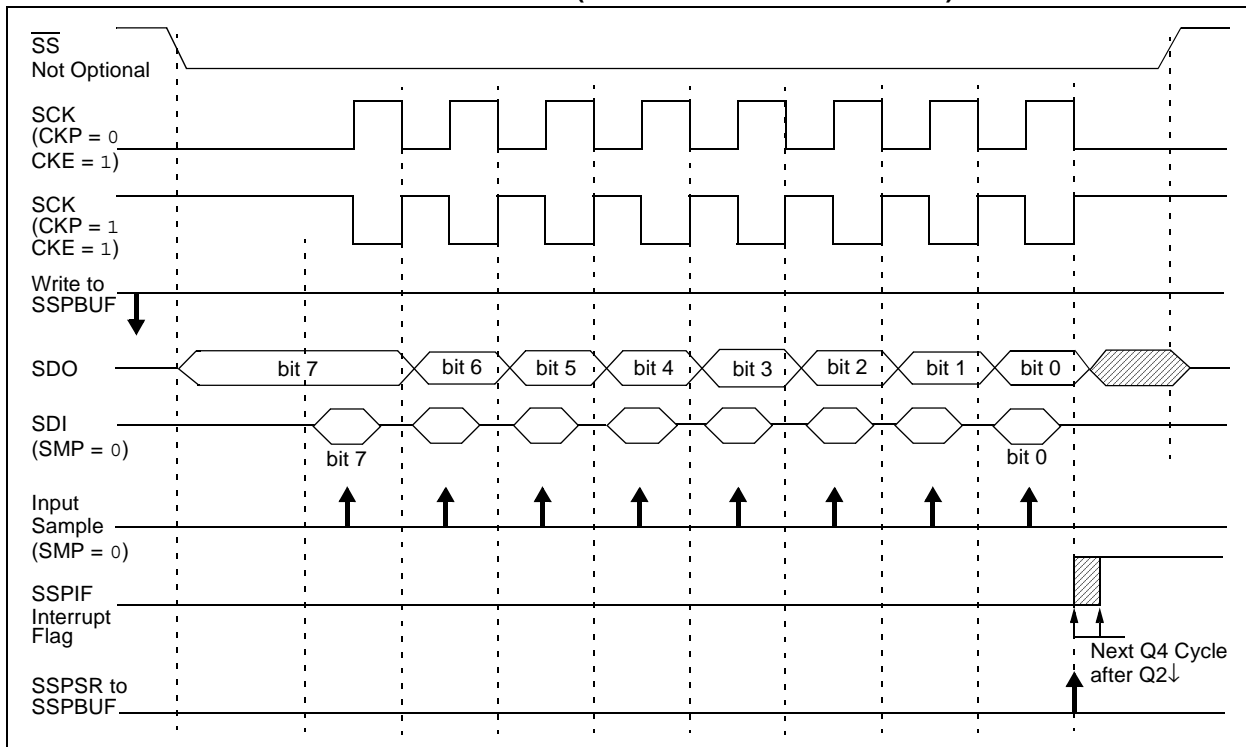 SS
Not Optional
SCK
(CKP = 0
CKE = 1)
SCK
(CKP = 1
CKE = 1)
Write to
SSPBUF
SDO
bit 7 bit 6 bit 5 bit 4 bit 3 bit 2 bit 1 bit 0
SDI
(SMP = 0)
bit 7 bit 0
Input
Sample
(SMP = 0)
SSPIF
Interrupt
Flag
Next Q4 Cycle
after Q2↓
SSPSR to
SSPBUF